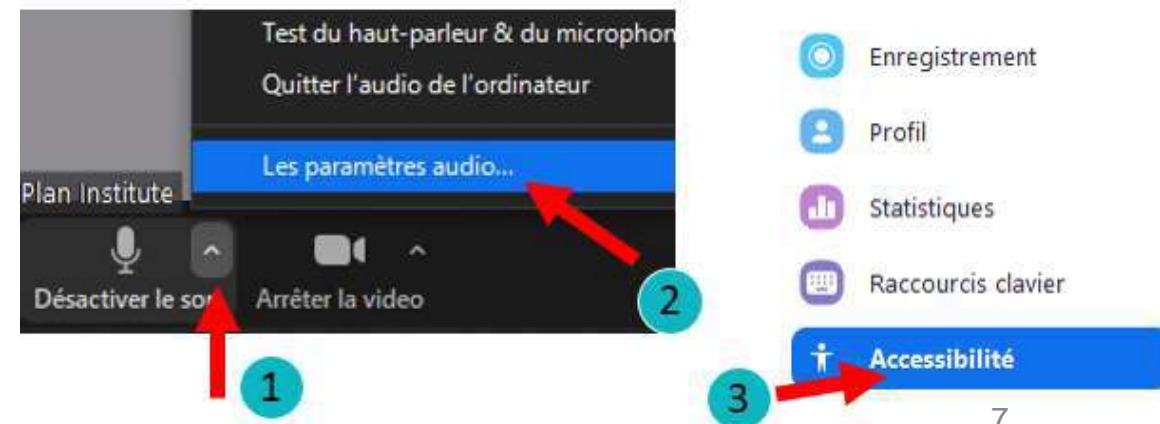 Test du haut-parleur & du microphon
Quitter l'audio de l'ordinateur
Les paramètres audio...
Plan Institute
Désactiver le son
Arrêter la video
1
2
Enregistrement
Profil
Statistiques
Raccourcis clavier
Accessibilité
3
7